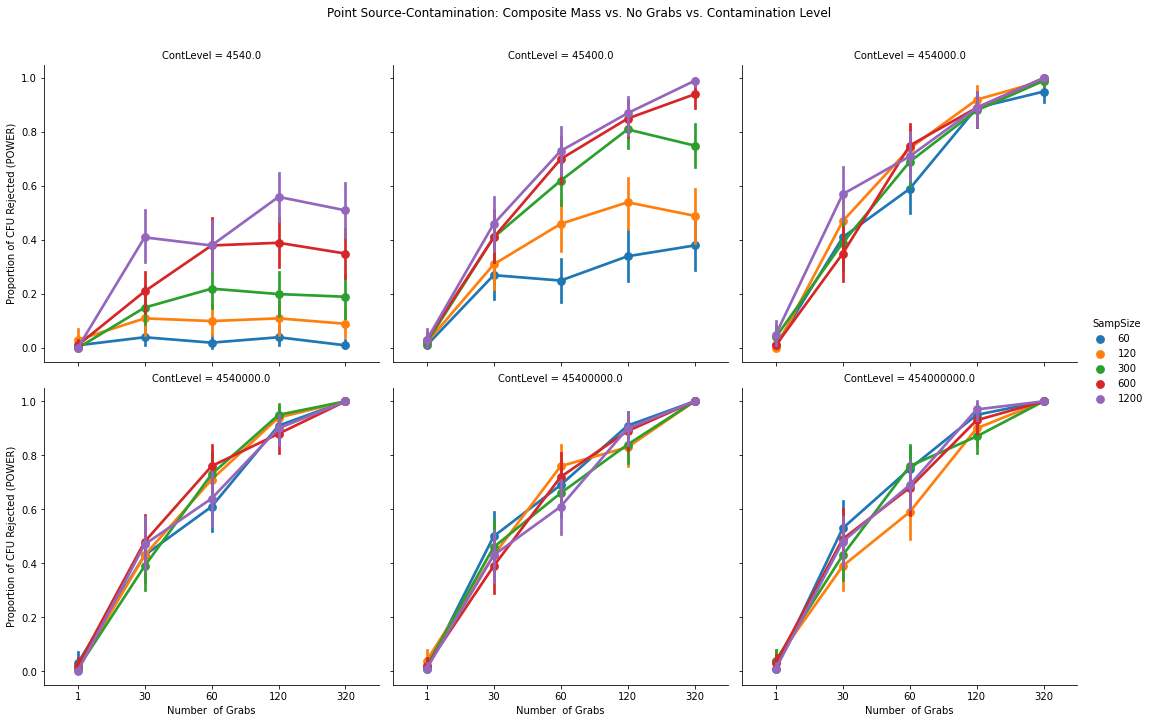 Point Source-Contamination: Composite Mass vs. No Grabs vs. Contamination Level
ContLevel = 4540.0
ContLevel = 45400.0
ContLevel = 454000.0
Proportion of CFU Rejected (POWER)
1.0
0.8
0.6
0.4
0.2
0.0
SampSize
60
120
300
600
1200
ContLevel = 4540000.0
ContLevel = 45400000.0
ContLevel = 454000000.0
Proportion of CFU Rejected (POWER)
1.0
0.8
0.6
0.4
0.2
0.0
1 30 60 120 320
1 30 60 120 320
1 30 60 120 320
Number  of Grabs
Number  of Grabs
Number  of Grabs